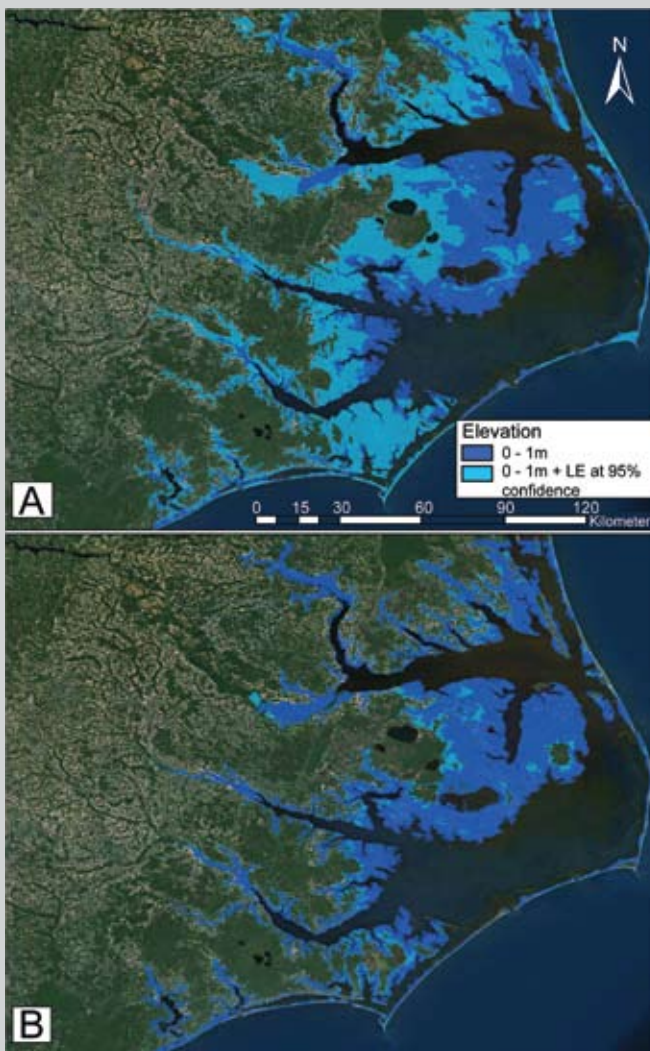 N
Elevation
0 - 1m
0 - 1m + LE at 95%
confidence
A
0 15 30 60 90 120
Kilometer
B